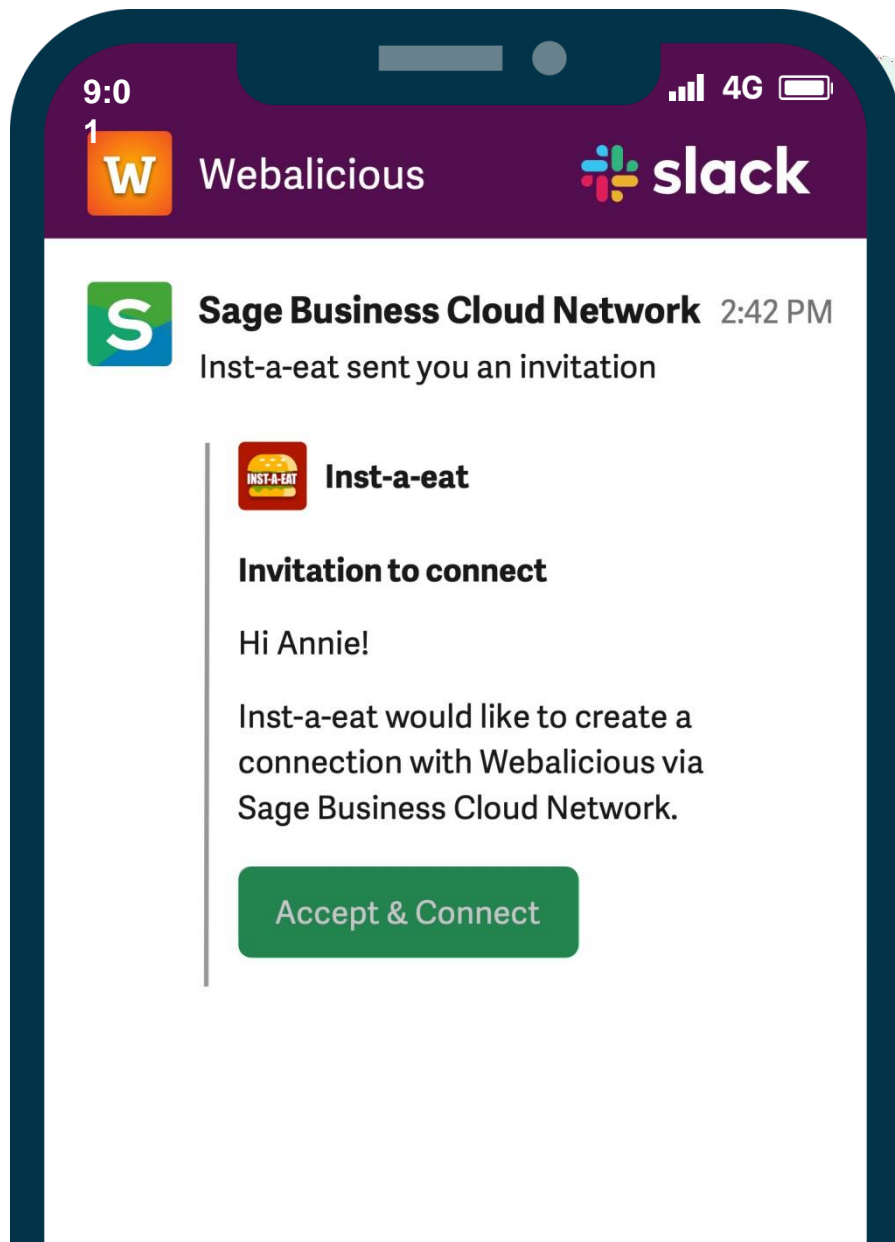 9:0
1
4G
W
Webalicious
slack
S
Sage Business Cloud Network 2:42 PM
Inst-a-eat sent you an invitation
INST-A-EAT
Inst-a-eat
Invitation to connect
Hi Annie!
Inst-a-eat would like to create a
connection with Webalicious via
Sage Business Cloud Network.
Accept & Connect